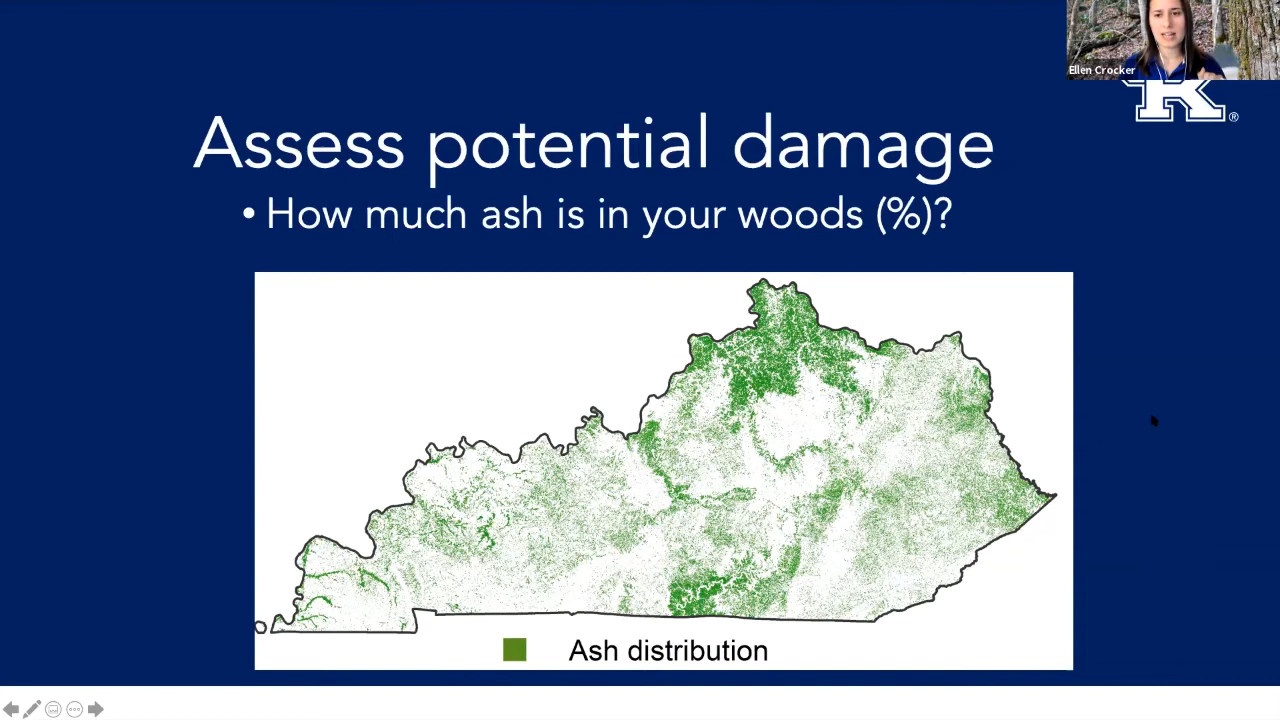 Ellen Crocker
K®
Assess potential damage
• How much ash is in your woods (%)?
Ash distribution